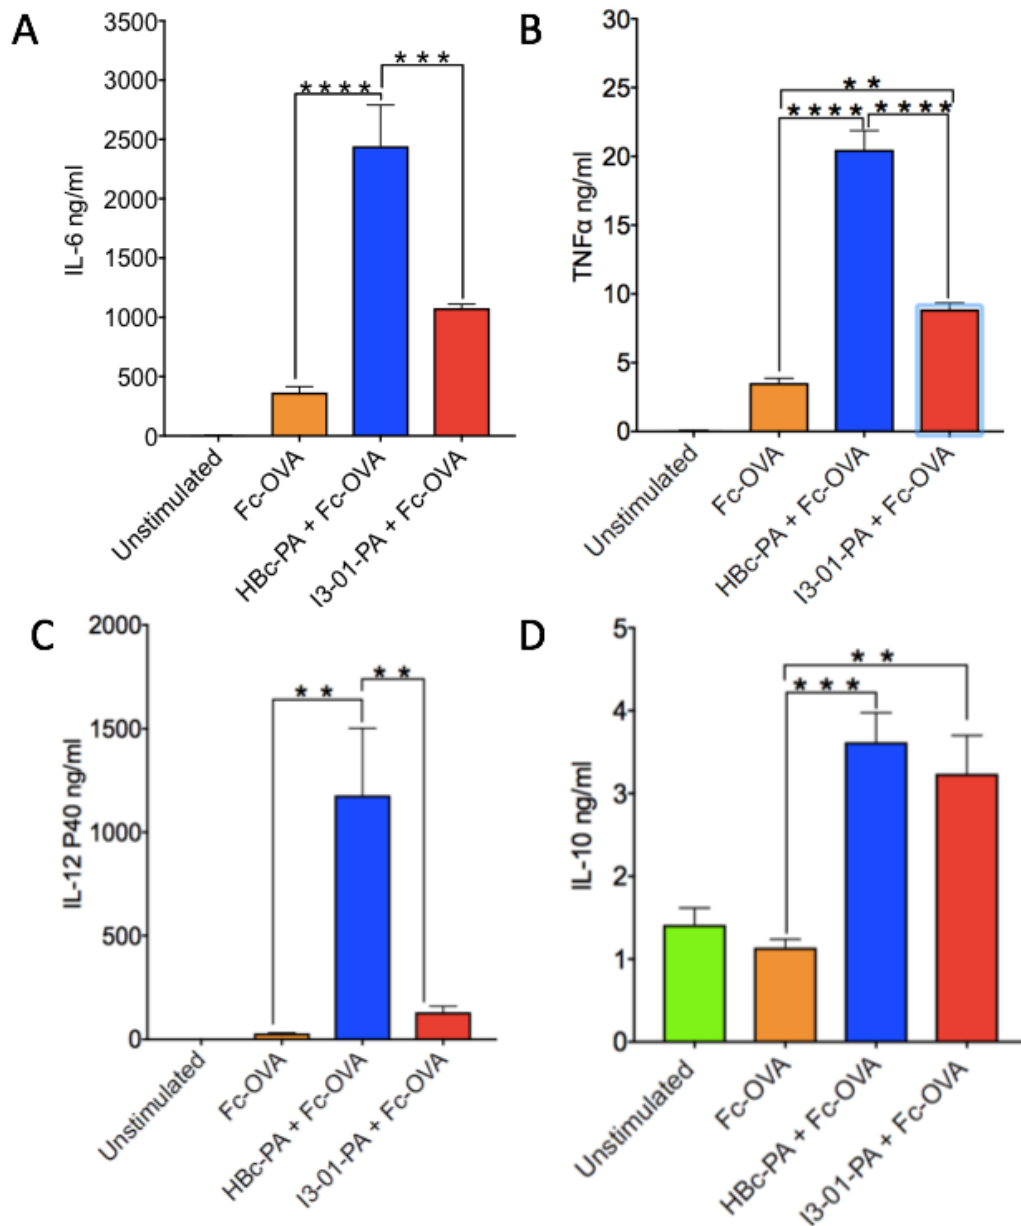 A
IL-6 ng/ml
3500
3000
2500
2000
1500
1000
500
0
**** ***
Unstimulated
Fc-OVA
HBc-PA + Fc-OVA
I3-01-PA + Fc-OVA
B
TNFα ng/ml
30
25
20
15
10
5
0
**
**** ****
Unstimulated
Fc-OVA
HBc-PA + Fc-OVA
I3-01-PA + Fc-OVA
C
IL-12 P40 ng/ml
2000
1500
1000
500
0
** **
Unstimulated
Fc-OVA
HBc-PA + Fc-OVA
I3-01-PA + Fc-OVA
D
IL-10 ng/ml
5
4
3
2
1
0
**
***
Unstimulated
Fc-OVA
HBc-PA + Fc-OVA
I3-01-PA + Fc-OVA